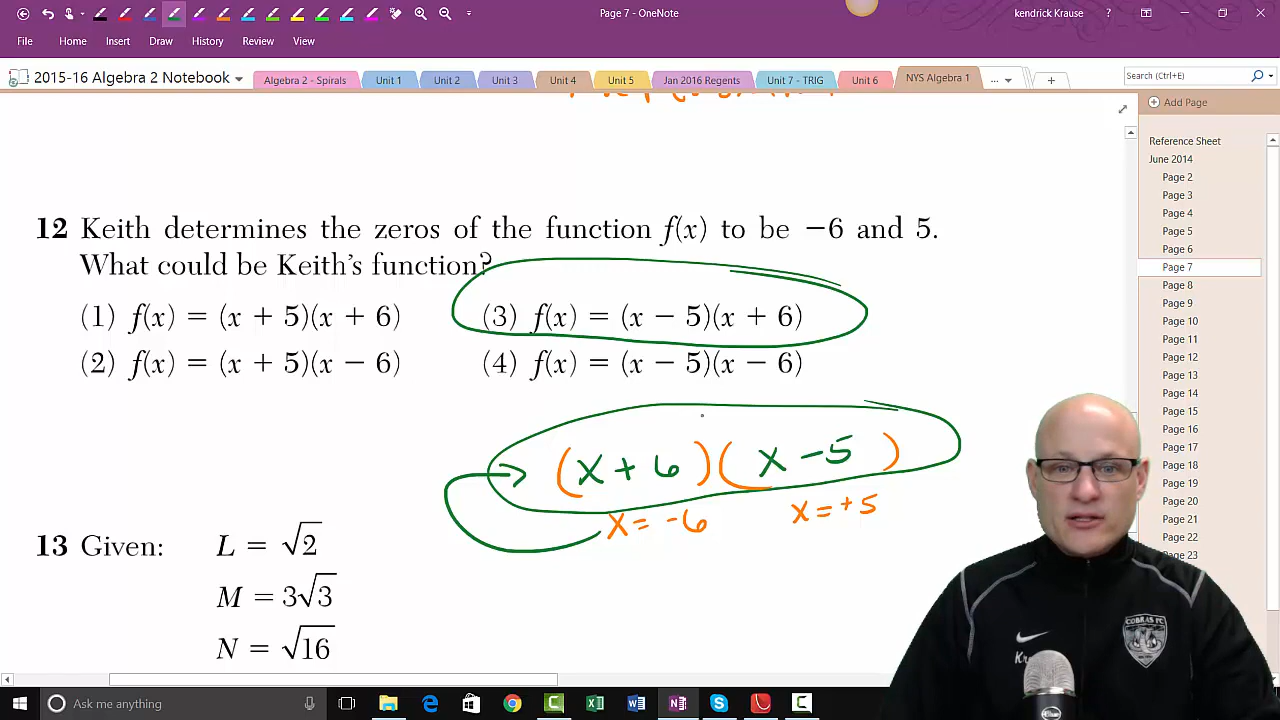 Page 7 - OneNote
kendrick Krause
?
File Home Insert Draw History Review View
2015-16 Algebra 2 Notebook
Algebra 2 - Spirals
Unit 1
Unit 2
Unit 3
Unit 4
Unit 5
Jan 2016 Regents
Unit 7 - TRIG
Unit 6
NYS Algebra 1
...
Search (Ctrl+E)
Add Page
Reference Sheet
June 2014
Page 2
Page 3
Page 4
Page 5
Page 6
Page 7
Page 8
Page 9
Page 10
Page 11
Page 12
Page 13
Page 14
Page 15
Page 16
Page 17
Page 18
Page 19
Page 20
Page 21
Page 22
Page 23
12 Keith determines the zeros of the function f(x) to be −6 and 5.
What could be Keith's function?
(1) f(x) = (x + 5)(x + 6) (3) f(x) = (x − 5)(x + 6)
(2) f(x) = (x + 5)(x − 6) (4) f(x) = (x − 5)(x − 6)
(x + 6)(x - 5)
x = -6 x = +5
13 Given: L = √2
M = 3√3
N = √16
COBRAS FC
Kr
Ask me anything